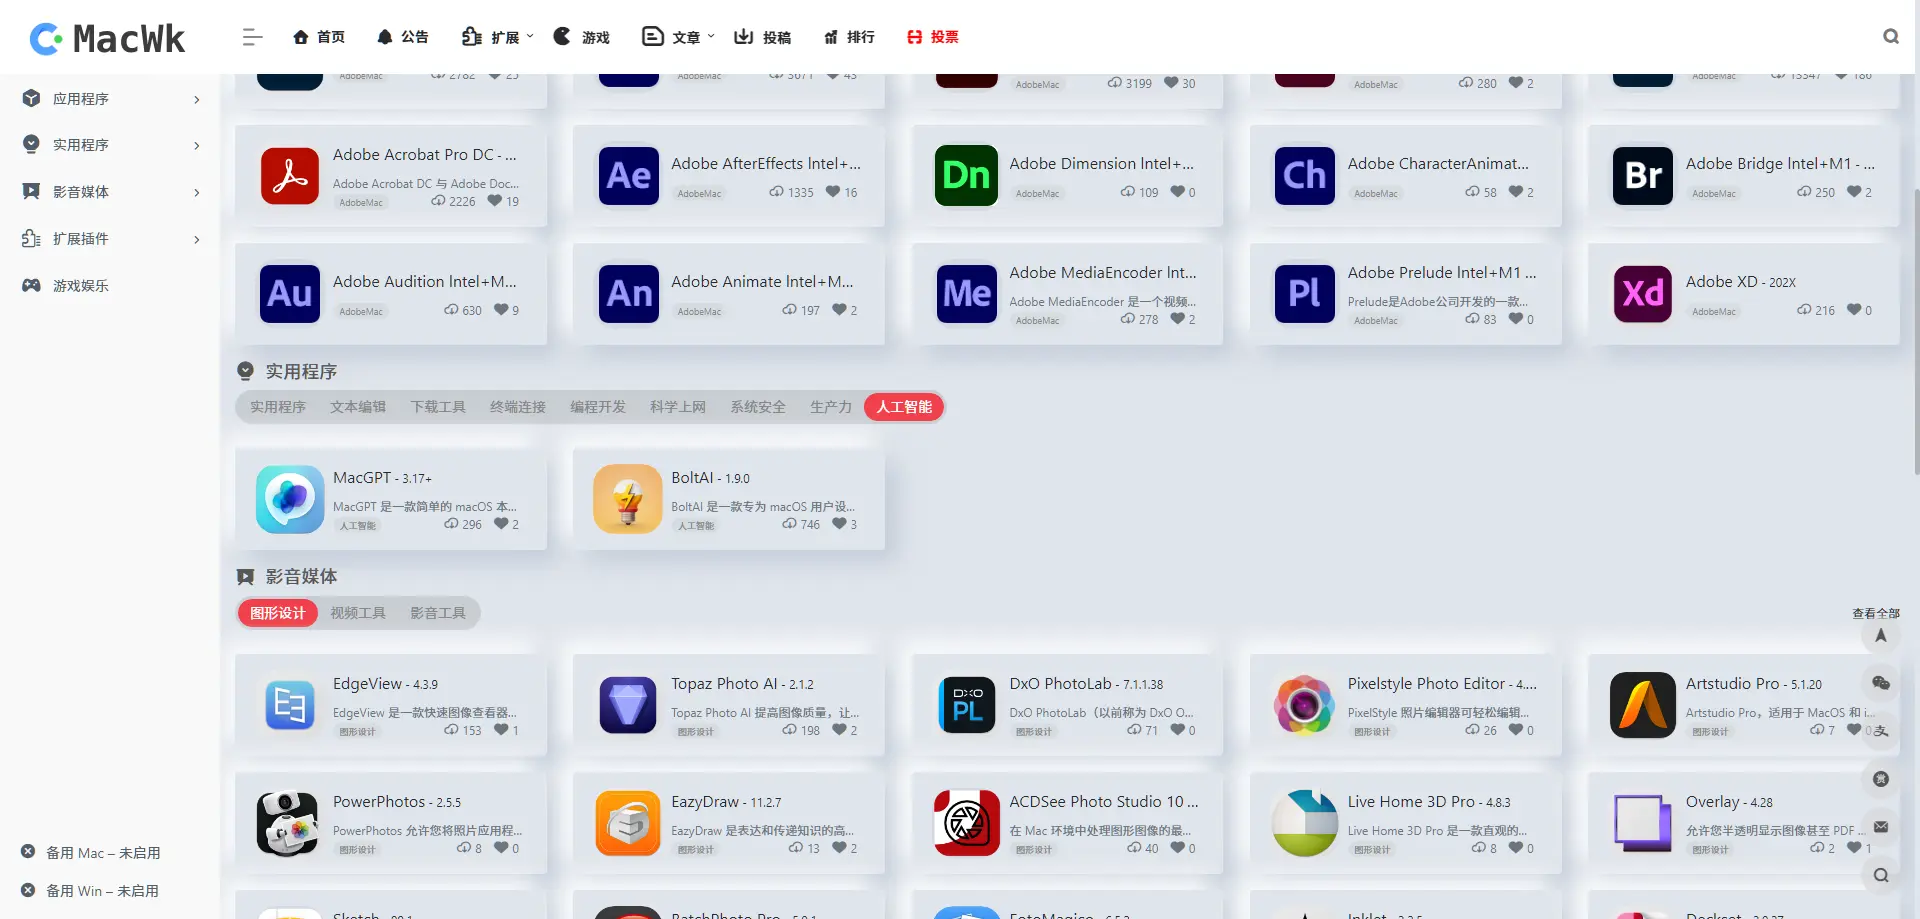 MacWk
首页
公告
扩展
游戏
文章
投稿
排行
投票
应用程序
实用程序
影音媒体
扩展插件
游戏娱乐
备用 Mac – 未启用
备用 Win – 未启用
AdobeMac 2782 25
AdobeMac 3671 43
AdobeMac 3199 30
AdobeMac 280 2
AdobeMac 13347 186
Adobe Acrobat Pro DC - ...
Adobe Acrobat DC 与 Adobe Doc...
AdobeMac 2226 19
Ae
Adobe AfterEffects Intel+...
AdobeMac 1335 16
Dn
Adobe Dimension Intel+...
AdobeMac 109 0
Ch
Adobe CharacterAnimat...
AdobeMac 58 2
Br
Adobe Bridge Intel+M1 - ...
AdobeMac 250 2
Au
Adobe Audition Intel+M...
AdobeMac 630 9
An
Adobe Animate Intel+M...
AdobeMac 197 2
Me
Adobe MediaEncoder Int...
Adobe MediaEncoder 是一个视频...
AdobeMac 278 2
Pl
Adobe Prelude Intel+M1 ...
Prelude是Adobe公司开发的一款...
AdobeMac 83 0
Xd
Adobe XD - 202X
AdobeMac 216 0
实用程序
实用程序 文本编辑 下载工具 终端连接 编程开发 科学上网 系统安全 生产力 人工智能
MacGPT - 3.17+
MacGPT 是一款简单的 macOS 本...
人工智能 296 2
BoltAI - 1.9.0
BoltAI 是一款专为 macOS 用户设...
人工智能 746 3
影音媒体
图形设计 视频工具 影音工具
查看全部
EdgeView - 4.3.9
EdgeView 是一款快速图像查看器...
图形设计 153 1
Topaz Photo AI - 2.1.2
Topaz Photo AI 提高图像质量，让...
图形设计 198 2
DXO
PL
DxO PhotoLab - 7.1.1.38
DxO PhotoLab（以前称为 DxO O...
图形设计 71 0
Pixelstyle Photo Editor - 4....
PixelStyle 照片编辑器可轻松编辑...
图形设计 26 0
Artstudio Pro - 5.1.20
Artstudio Pro，适用于 MacOS 和 i...
图形设计 7 0
支
赏
PowerPhotos - 2.5.5
PowerPhotos 允许您将照片应用程...
图形设计 8 0
EazyDraw - 11.2.7
EazyDraw 是表达和传递知识的高...
图形设计 13 2
ACDSee Photo Studio 10 ...
在 Mac 环境中处理图形图像的最...
图形设计 40 0
Live Home 3D Pro - 4.8.3
Live Home 3D Pro 是一款直观的...
图形设计 8 0
Overlay - 4.28
允许您半透明显示图像甚至 PDF ...
图形设计 2 1